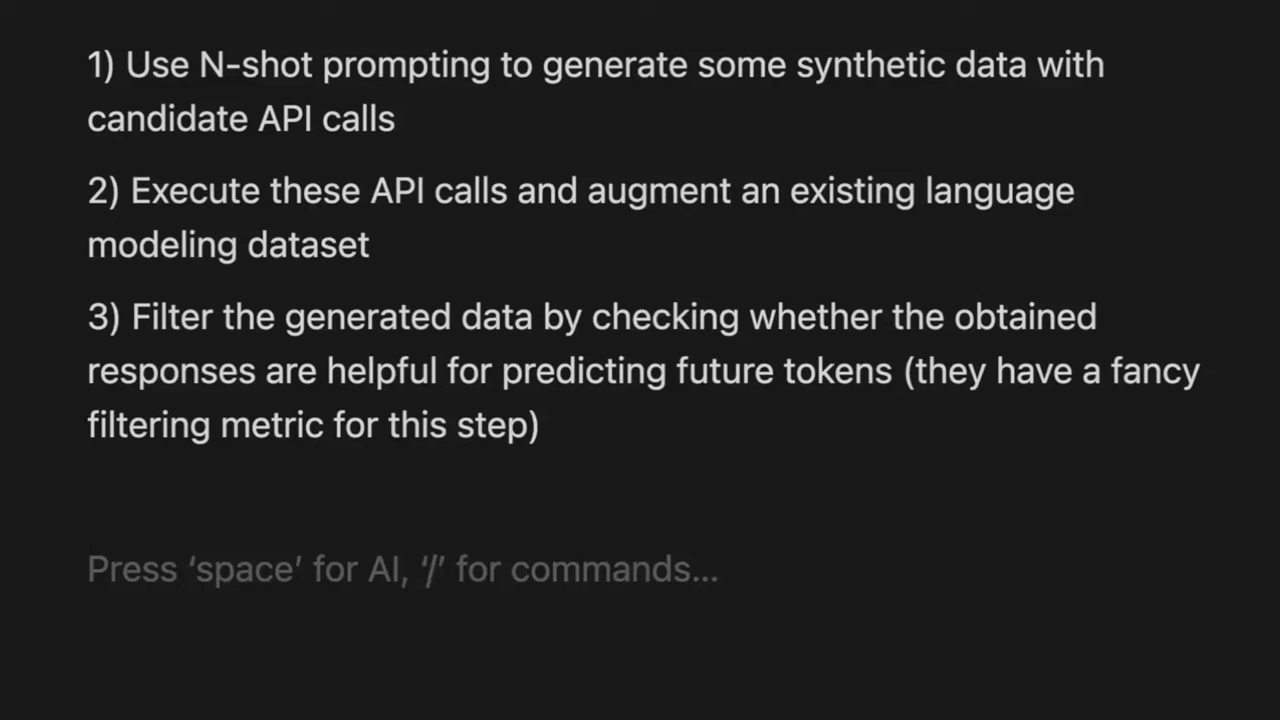 1) Use N-shot prompting to generate some synthetic data with
candidate API calls
2) Execute these API calls and augment an existing language
modeling dataset
3) Filter the generated data by checking whether the obtained
responses are helpful for predicting future tokens (they have a fancy
filtering metric for this step)
Press ‘space’ for AI, ‘/’ for commands…